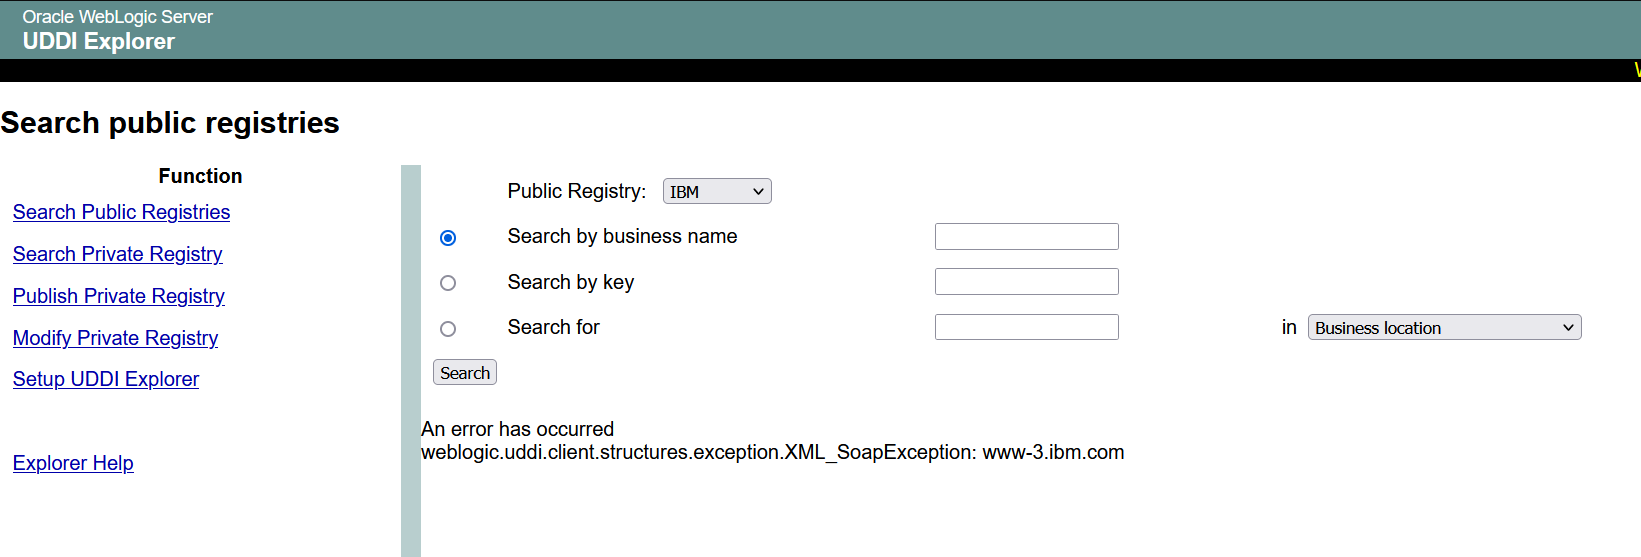 Oracle WebLogic Server
UDDI Explorer
Search public registries
Function
Search Public Registries
Search Private Registry
Publish Private Registry
Modify Private Registry
Setup UDDI Explorer
Explorer Help
Public Registry: IBM
Search by business name
Search by key
Search for in Business location
Search
An error has occurred
weblogic.uddi.client.structures.exception.XML_SoapException: www-3.ibm.com